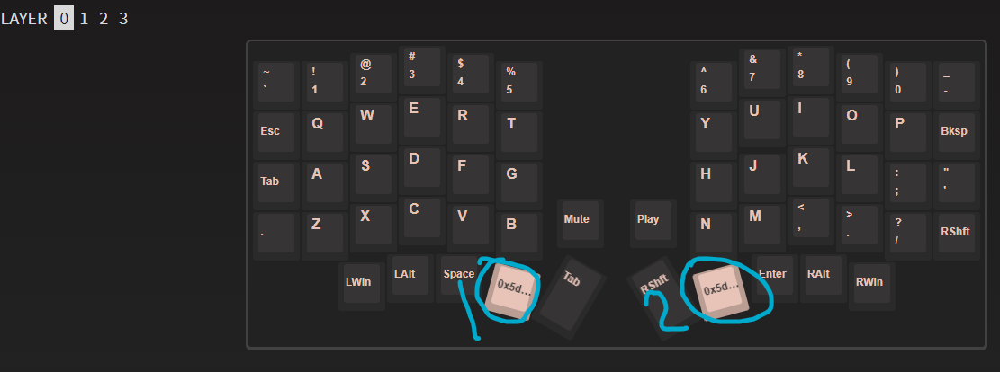 LAYER 0 1 2 3
~ ! @ # $ % ^ & * ( ) _
` 1 2 3 4 5 6 7 8 9 0 -
Esc Q W E R T Y U I O P Bksp
Tab A S D F G H J K L : "
; '
. Z X C V B Mute Play N M < > ? RShft
, . /
LWin LAlt Space 0x5d... Tab RShft 0x5d... Enter RAlt RWin
1 2